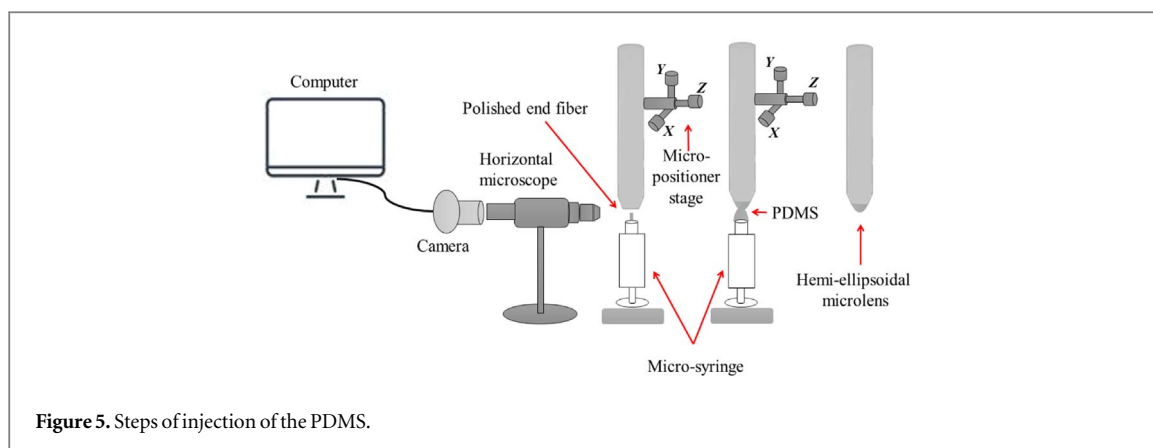 Computer
Polished end fiber
Horizontal
microscope
Camera
Y
Z
X
Micro-
positioner
stage
Y
Z
X
PDMS
Hemi-ellipsoidal
microlens
Micro-syringe
Figure 5. Steps of injection of the PDMS.